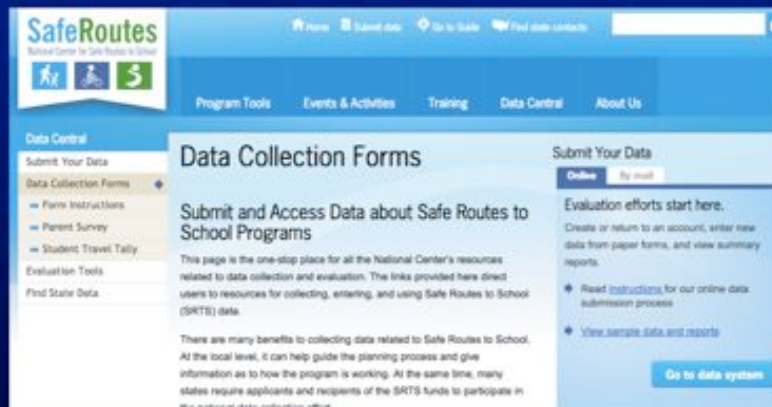 SafeRoutes
National Center for Safe Routes to School
Home Submit data Go to Guide Find state contacts
Program Tools Events & Activities Training Data Central About Us
Data Central
Submit Your Data
Data Collection Forms
Form Instructions
Parent Survey
Student Travel Tally
Evaluation Tools
Find State Data
Data Collection Forms
Submit and Access Data about Safe Routes to
School Programs
This page is the one-stop place for all the National Center's resources
related to data collection and evaluation. The links provided here direct
users to resources for collecting, entering, and using Safe Routes to School
(SRTS) data.
There are many benefits to collecting data related to Safe Routes to School.
At the local level, it can help guide the planning process and give
information as to how the program is working. At the same time, many
states require applicants and recipients of the SRTS funds to participate in
the national data collection effort.
Submit Your Data
Online By mail
Evaluation efforts start here.
Create or return to an account, enter new
data from paper forms, and view summary
reports.
Read instructions for our online data
submission process
View sample data and reports
Go to data system